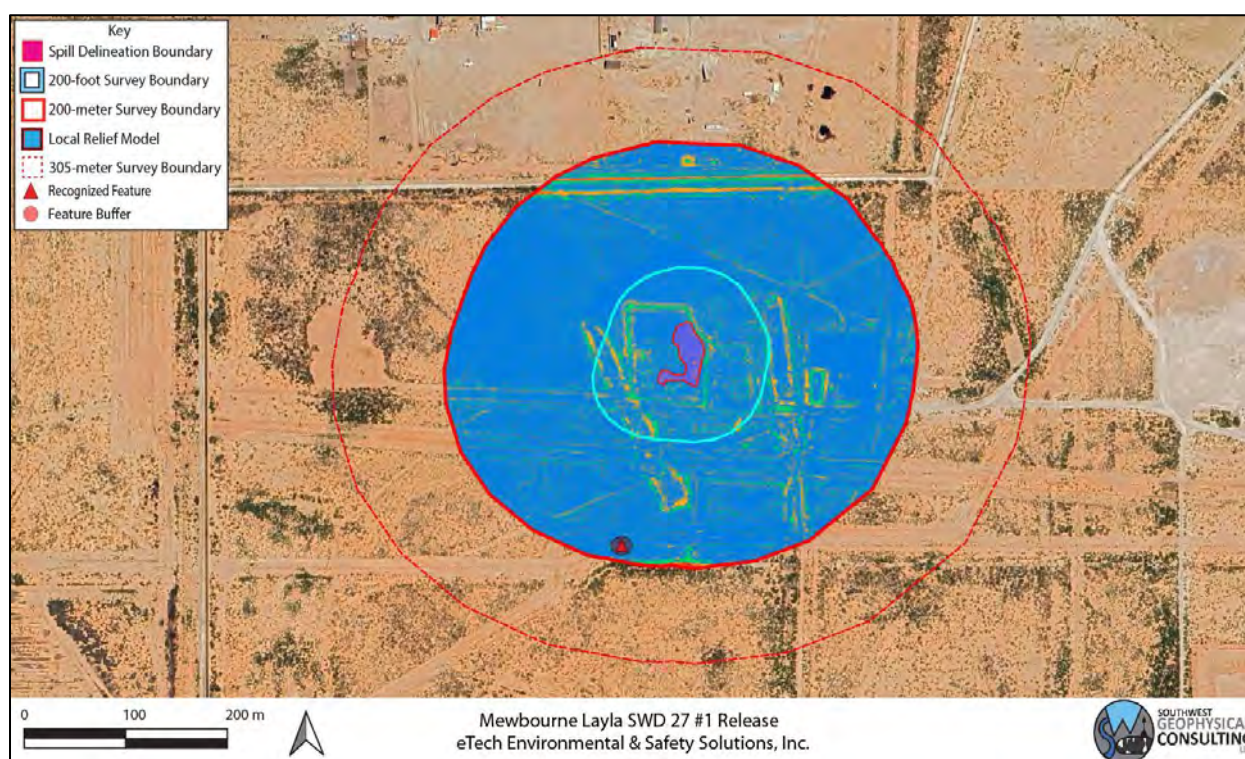 Key
Spill Delineation Boundary
200-foot Survey Boundary
200-meter Survey Boundary
Local Relief Model
305-meter Survey Boundary
Recognized Feature
Feature Buffer
0 100 200 m
Mewbourne Layla SWD 27 #1 Release
eTech Environmental & Safety Solutions, Inc.
SOUTHWEST
GEOPHYSICAL
CONSULTING